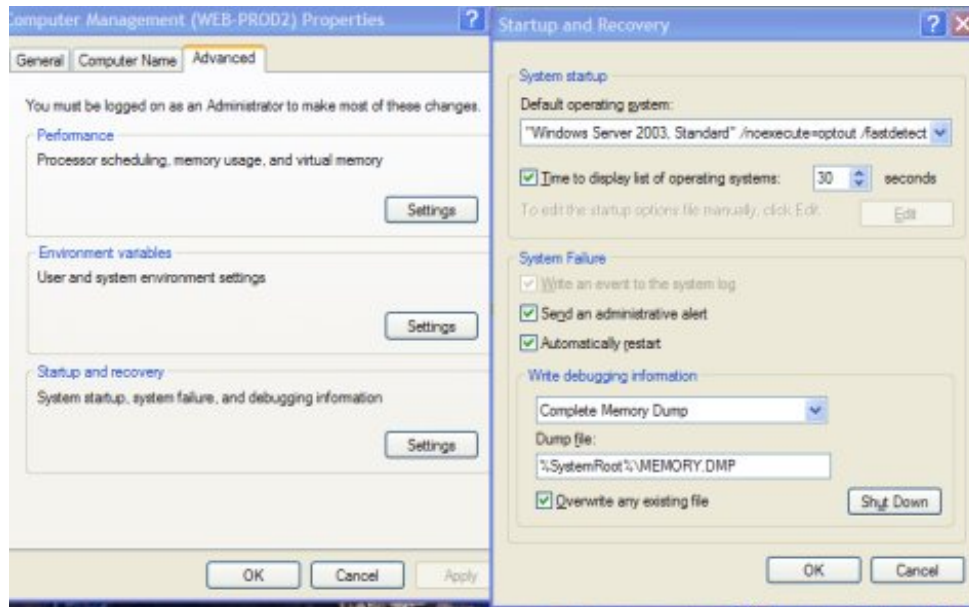 Computer Management (WEB-PROD2) Properties
General Computer Name Advanced
You must be logged on as an Administrator to make most of these changes.
Performance
Processor scheduling, memory usage, and virtual memory
Settings
Environment variables
User and system environment settings
Settings
Startup and recovery
System startup, system failure, and debugging information
Settings
OK Cancel Apply
Startup and Recovery
System startup
Default operating system:
"Windows Server 2003, Standard" /noexecute=optout /fastdetect
Time to display list of operating systems: 30 seconds
To edit the startup options file manually, click Edit. Edit
System Failure
Write an event to the system log
Send an administrative alert
Automatically restart
Write debugging information
Complete Memory Dump
Dump file:
%SystemRoot%\MEMORY.DMP
Overwrite any existing file Shut Down
OK Cancel